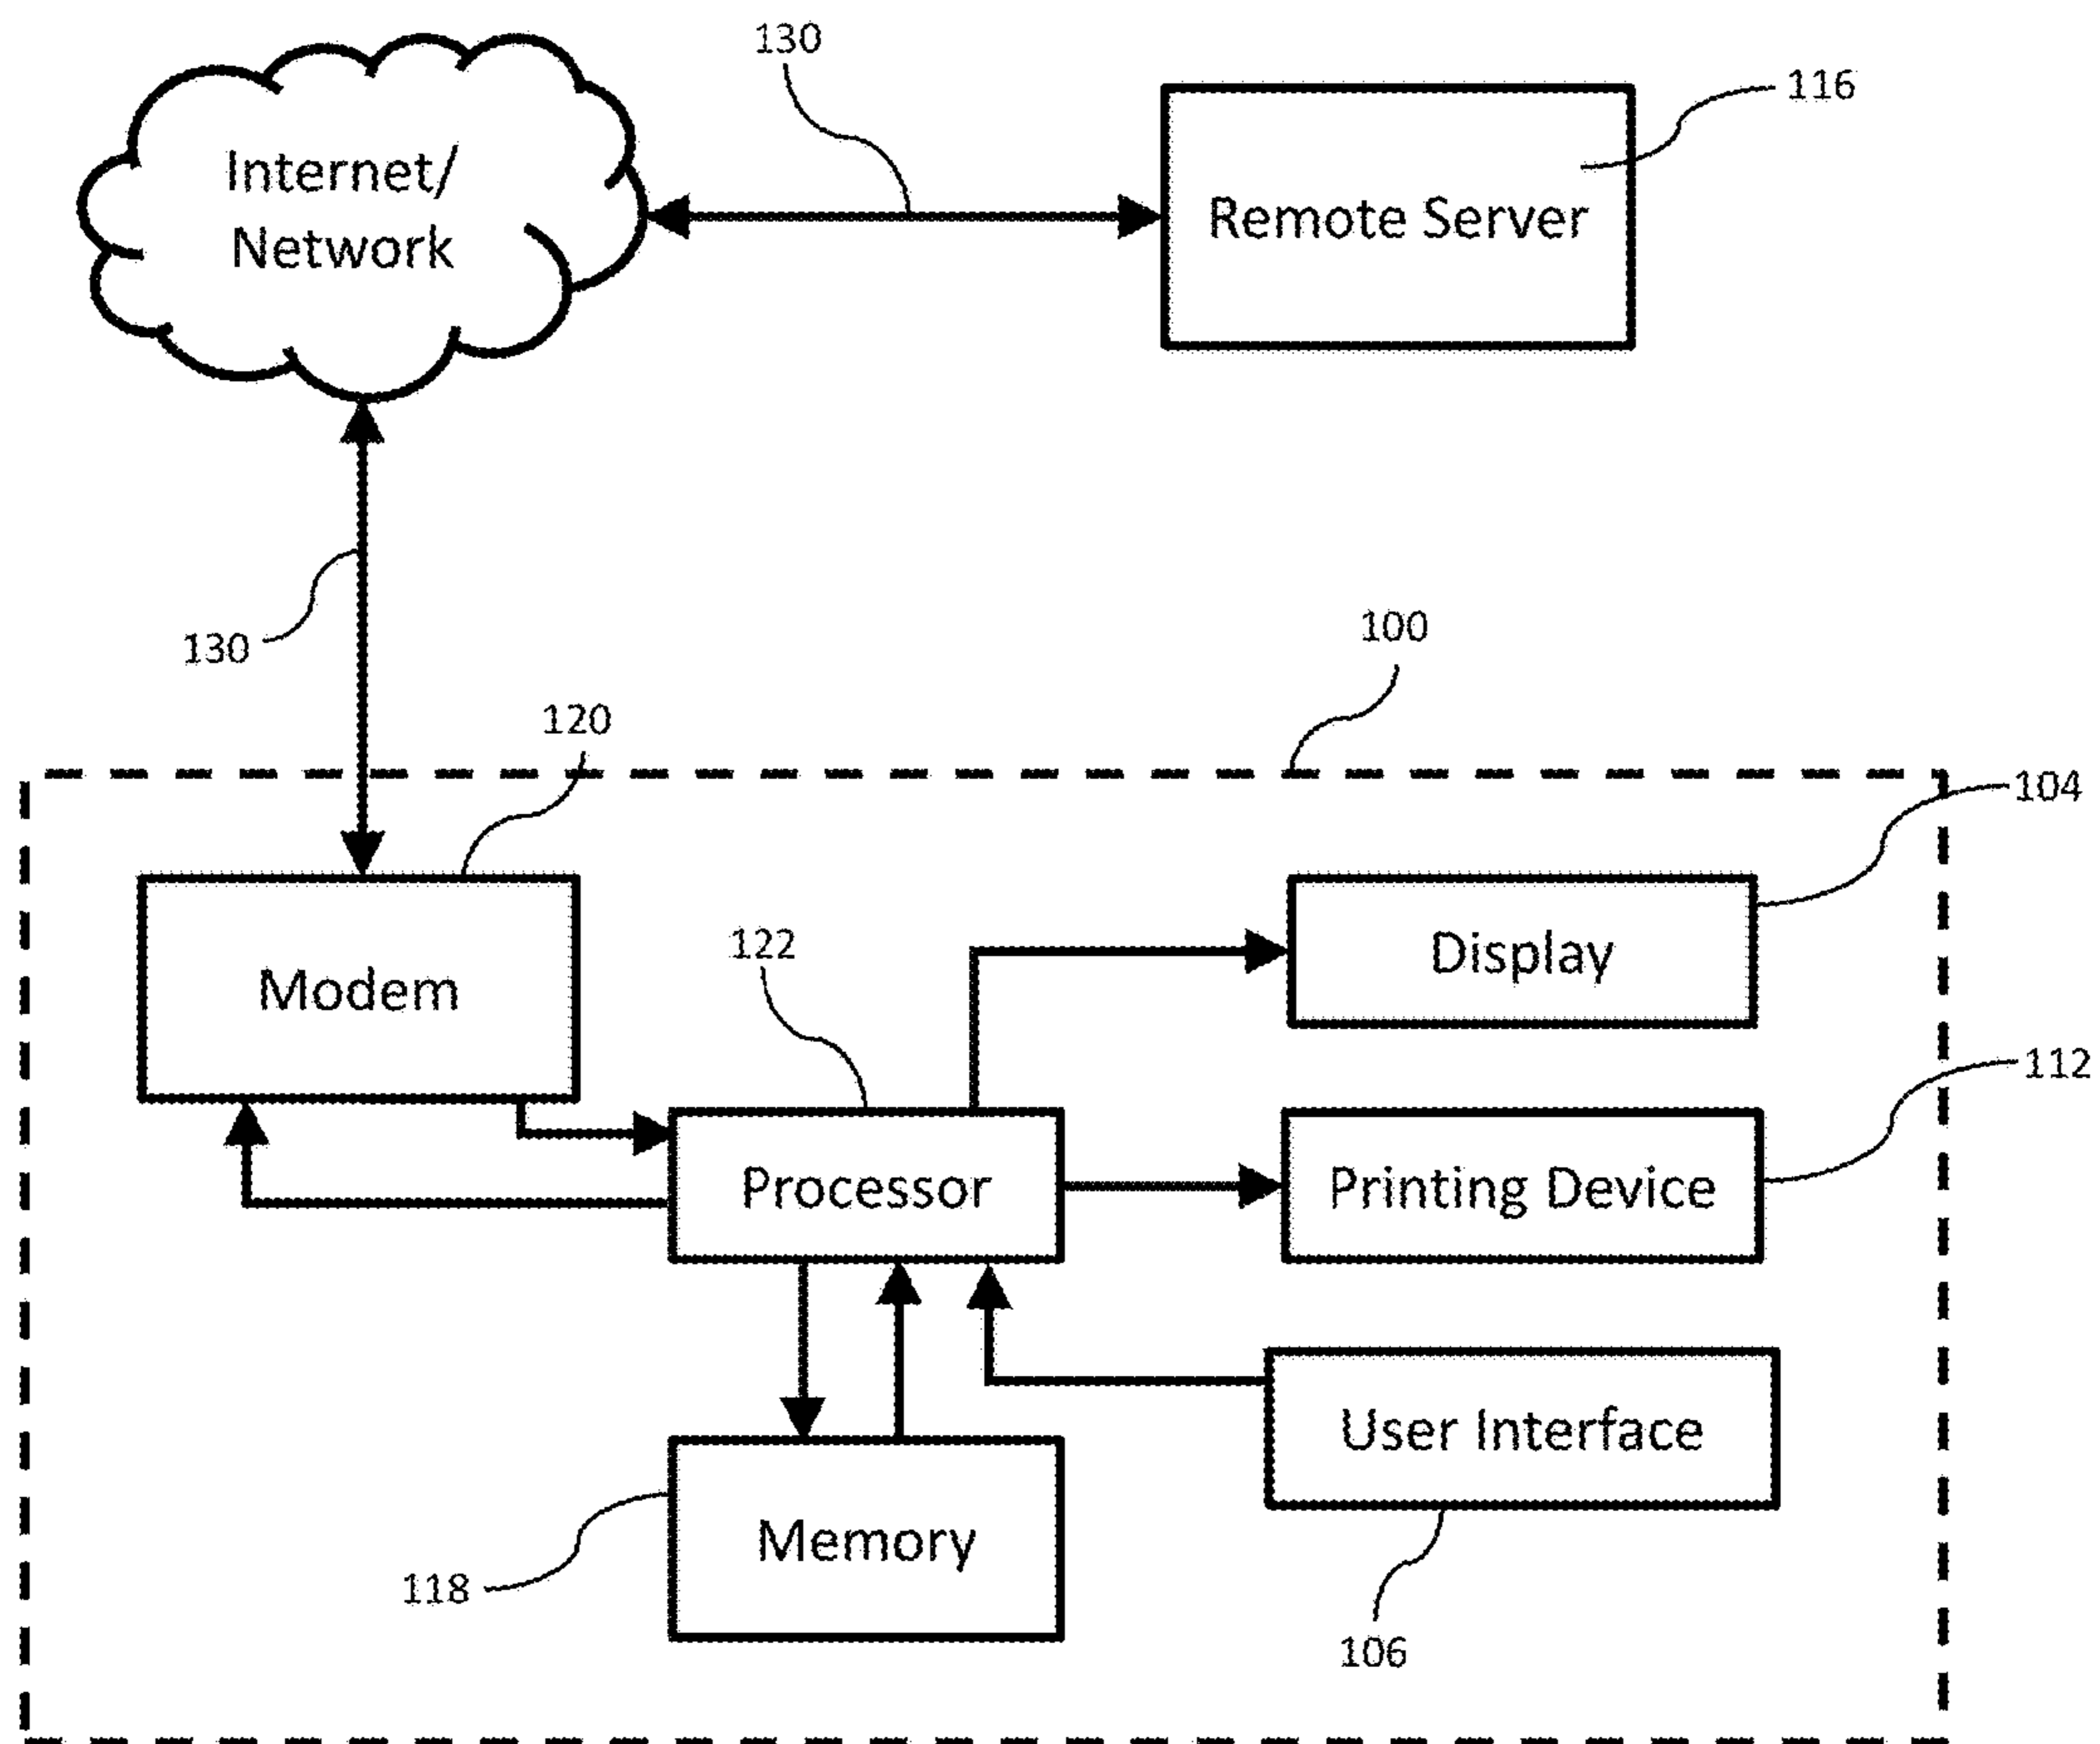 130
116
Internet/
Network
Remote Server
130
100
120
104
122
Display
Modem
112
Processor
Printing Device
User Interface
Memory
118
106